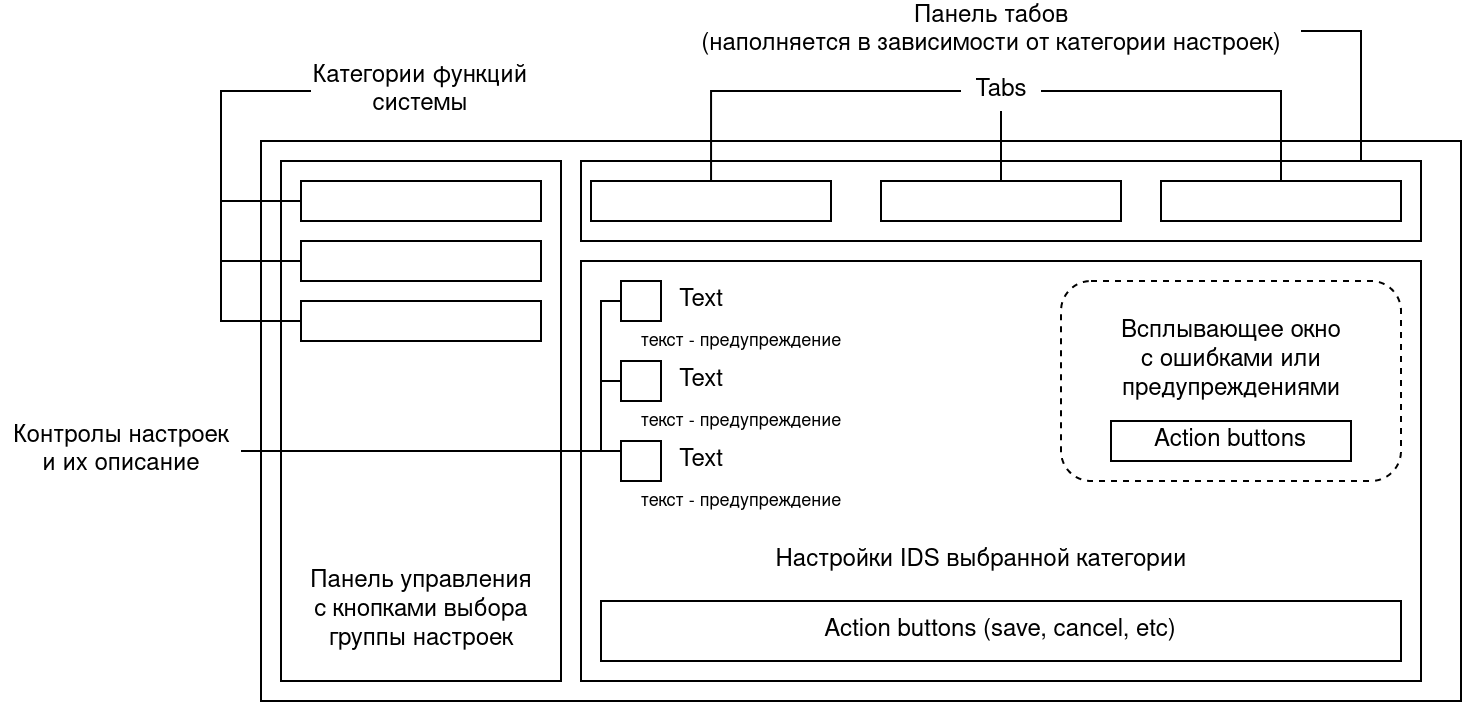 Панель табов
(наполняется в зависимости от категории настроек)
Категории функций
системы
Tabs
Text
текст - предупреждение
Text
текст - предупреждение
Text
текст - предупреждение
Всплывающее окно
с ошибками или
предупреждениями
Action buttons
Контролы настроек
и их описание
Настройки IDS выбранной категории
Панель управления
с кнопками выбора
группы настроек
Action buttons (save, cancel, etc)